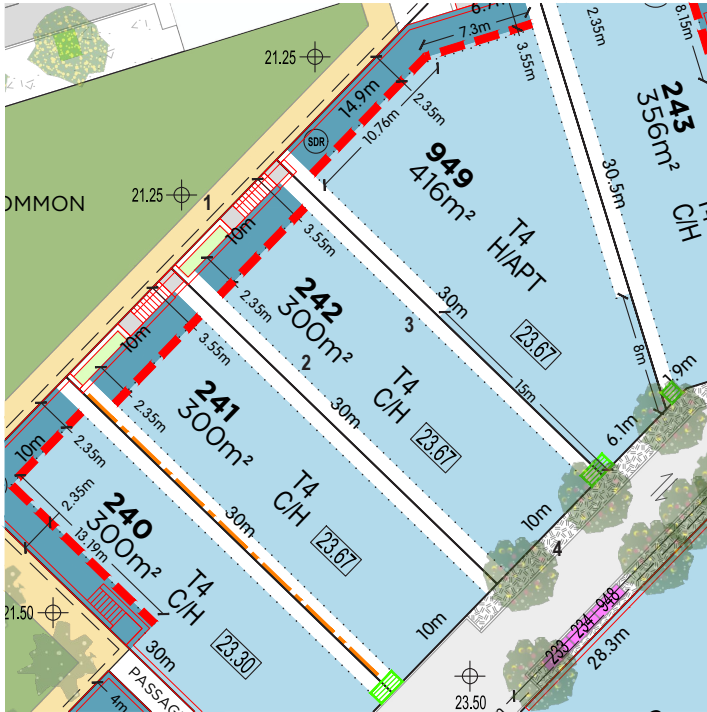 6.7
7.3m
3.55m
2.35m
8.15m
21.25
14.9m
2.35m
10.76m
SDR
949
416m²
243
356m²
30.5m
T4
H/APT
C/H
21.25
1
OMMON
10m
3.55m
2.35m
242
300m²
30m
3
23.67
8m
1.9m
10m
3.55m
2.35m
241
300m²
2
T4
C/H
30m
23.67
15m
6.1m
10m
2.35m
2.35m
13.19m
240
300m²
30m
T4
C/H
23.67
10m
4
21.50
T4
C/H
23.30
10m
233 234 948
28.3m
30m
PASSAG
4m
23.50